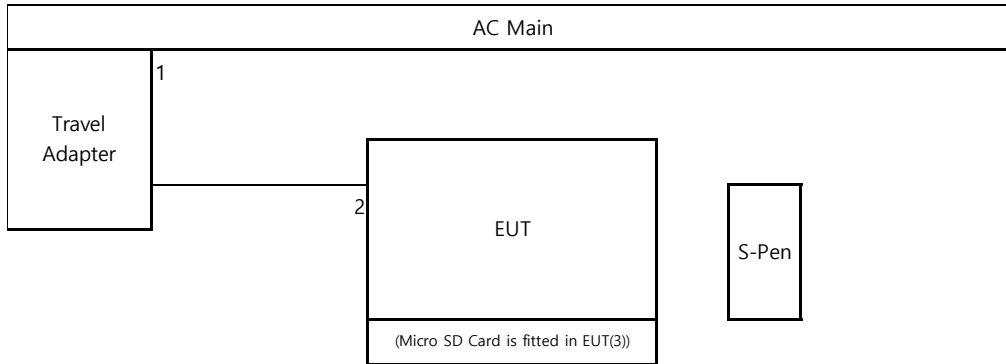 AC Main
1
Travel
Adapter
2
EUT
S-Pen
(Micro SD Card is fitted in EUT(3))